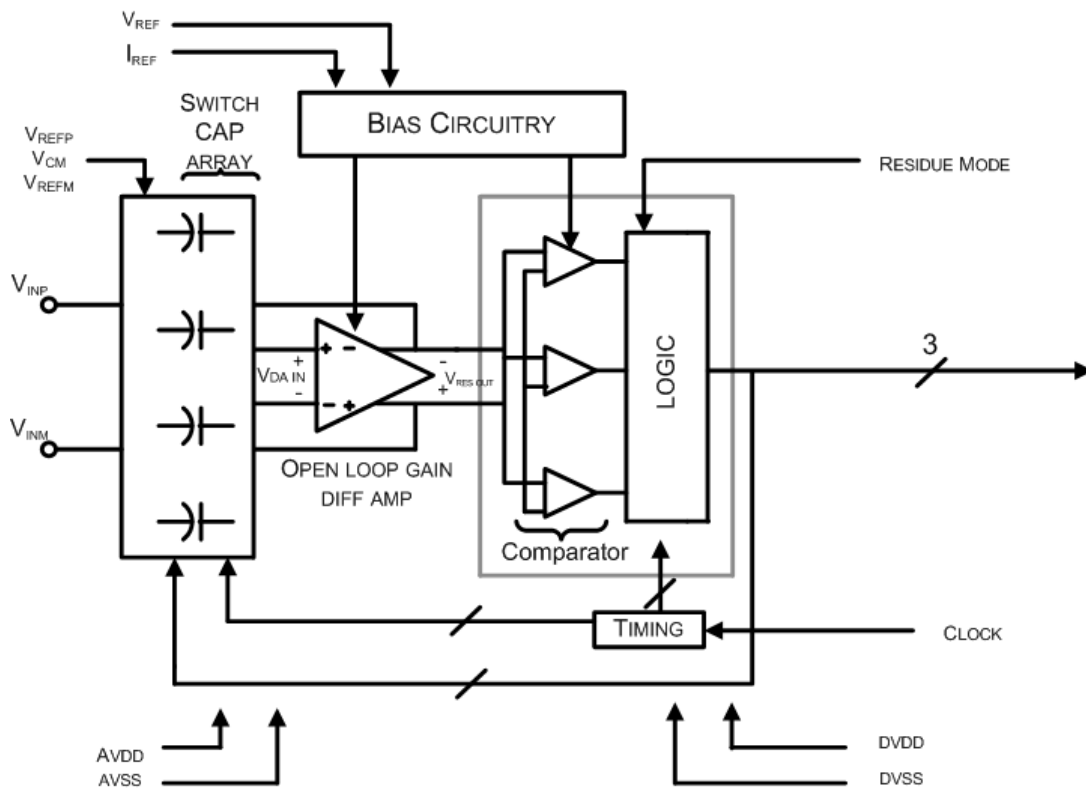 VREF
IREF
SWITCH
CAP
ARRAY
BIAS CIRCUITRY
VREFP
VCM
VREFM
RESIDUE MODE
VINP
+ -
+
VDA IN
-
- +
-
VRES OUT
+
LOGIC
3
VINM
OPEN LOOP GAIN
DIFF AMP
Comparator
TIMING
CLOCK
AVDD
AVSS
DVDD
DVSS